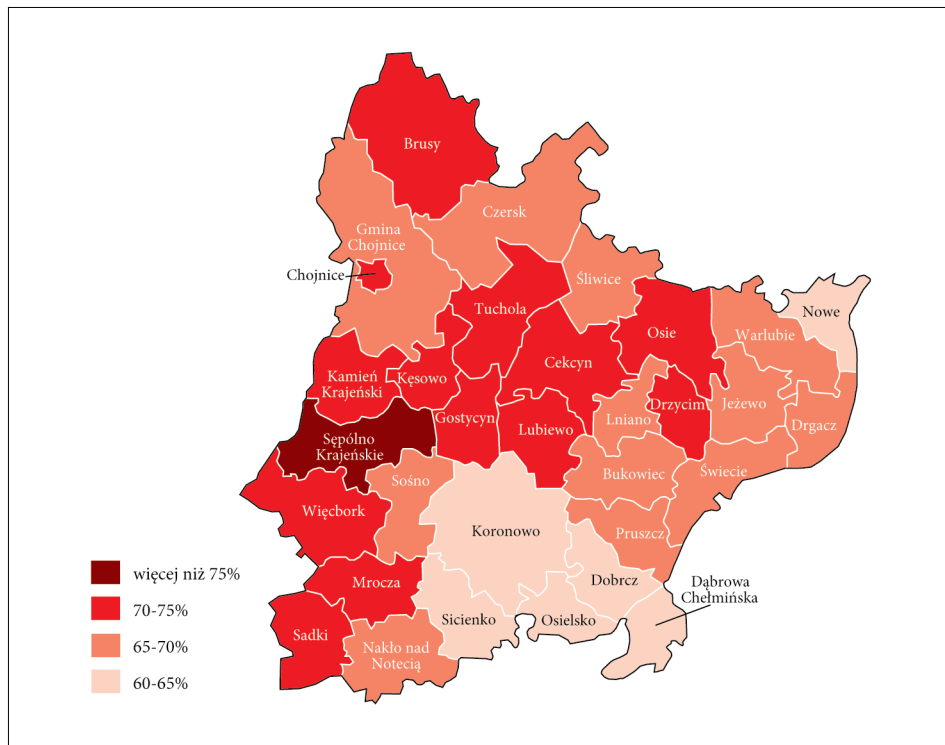 Brusy
Czersk
Gmina
Chojnice
Chojnice
Śliwice
Tuchola
Nowe
Osie
Warlubie
Cekcyn
Kamień
Krajeński
Kęsowo
Drzycim
Jeżewo
Gostycyn
Lubiewo
Lniano
Drgacz
Sępólno
Krajeńskie
Bukowiec
Świecie
Sośno
Więcbork
Koronowo
Pruszcz
Mrocza
Dobrcz
Dąbrowa
Chełmińska
Sicienko
Osielsko
Sadki
Nakło nad
Notecią
więcej niż 75%
70-75%
65-70%
60-65%